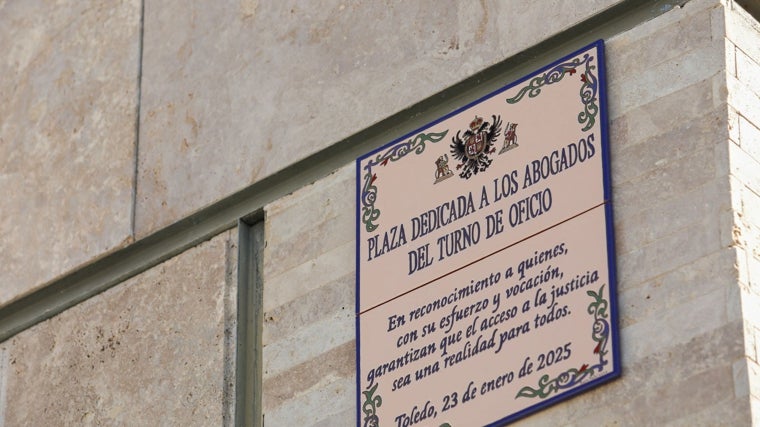 PLAZA DEDICADA A LOS ABOGADOS
DEL TURNO DE OFICIO
En reconocimiento a quienes,
con su esfuerzo y vocación,
garantizan que el acceso a la justicia
sea una realidad para todos.
Toledo, 23 de enero de 2025